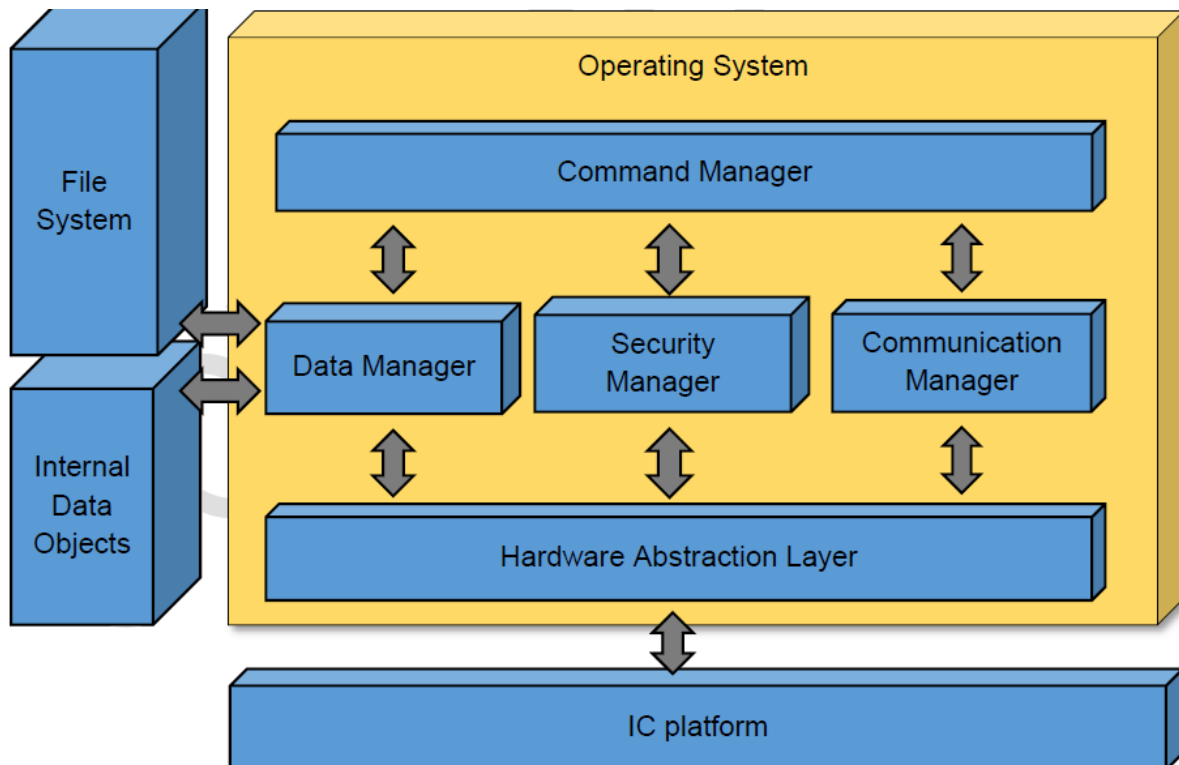 Operating System
Command Manager
File
System
Data Manager
Security
Manager
Communication
Manager
Internal
Data
Objects
Hardware Abstraction Layer
IC platform